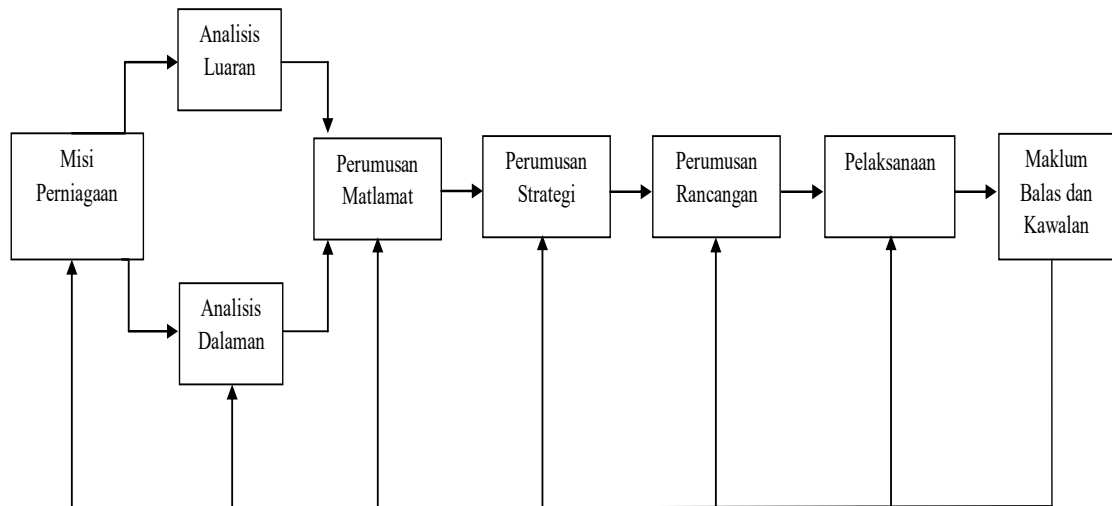 Analisis
Luaran
Misi
Perniagaan
Analisis
Dalaman
Perumusan
Matlamat
Perumusan
Strategi
Perumusan
Rancangan
Pelaksanaan
Maklum
Balas dan
Kawalan